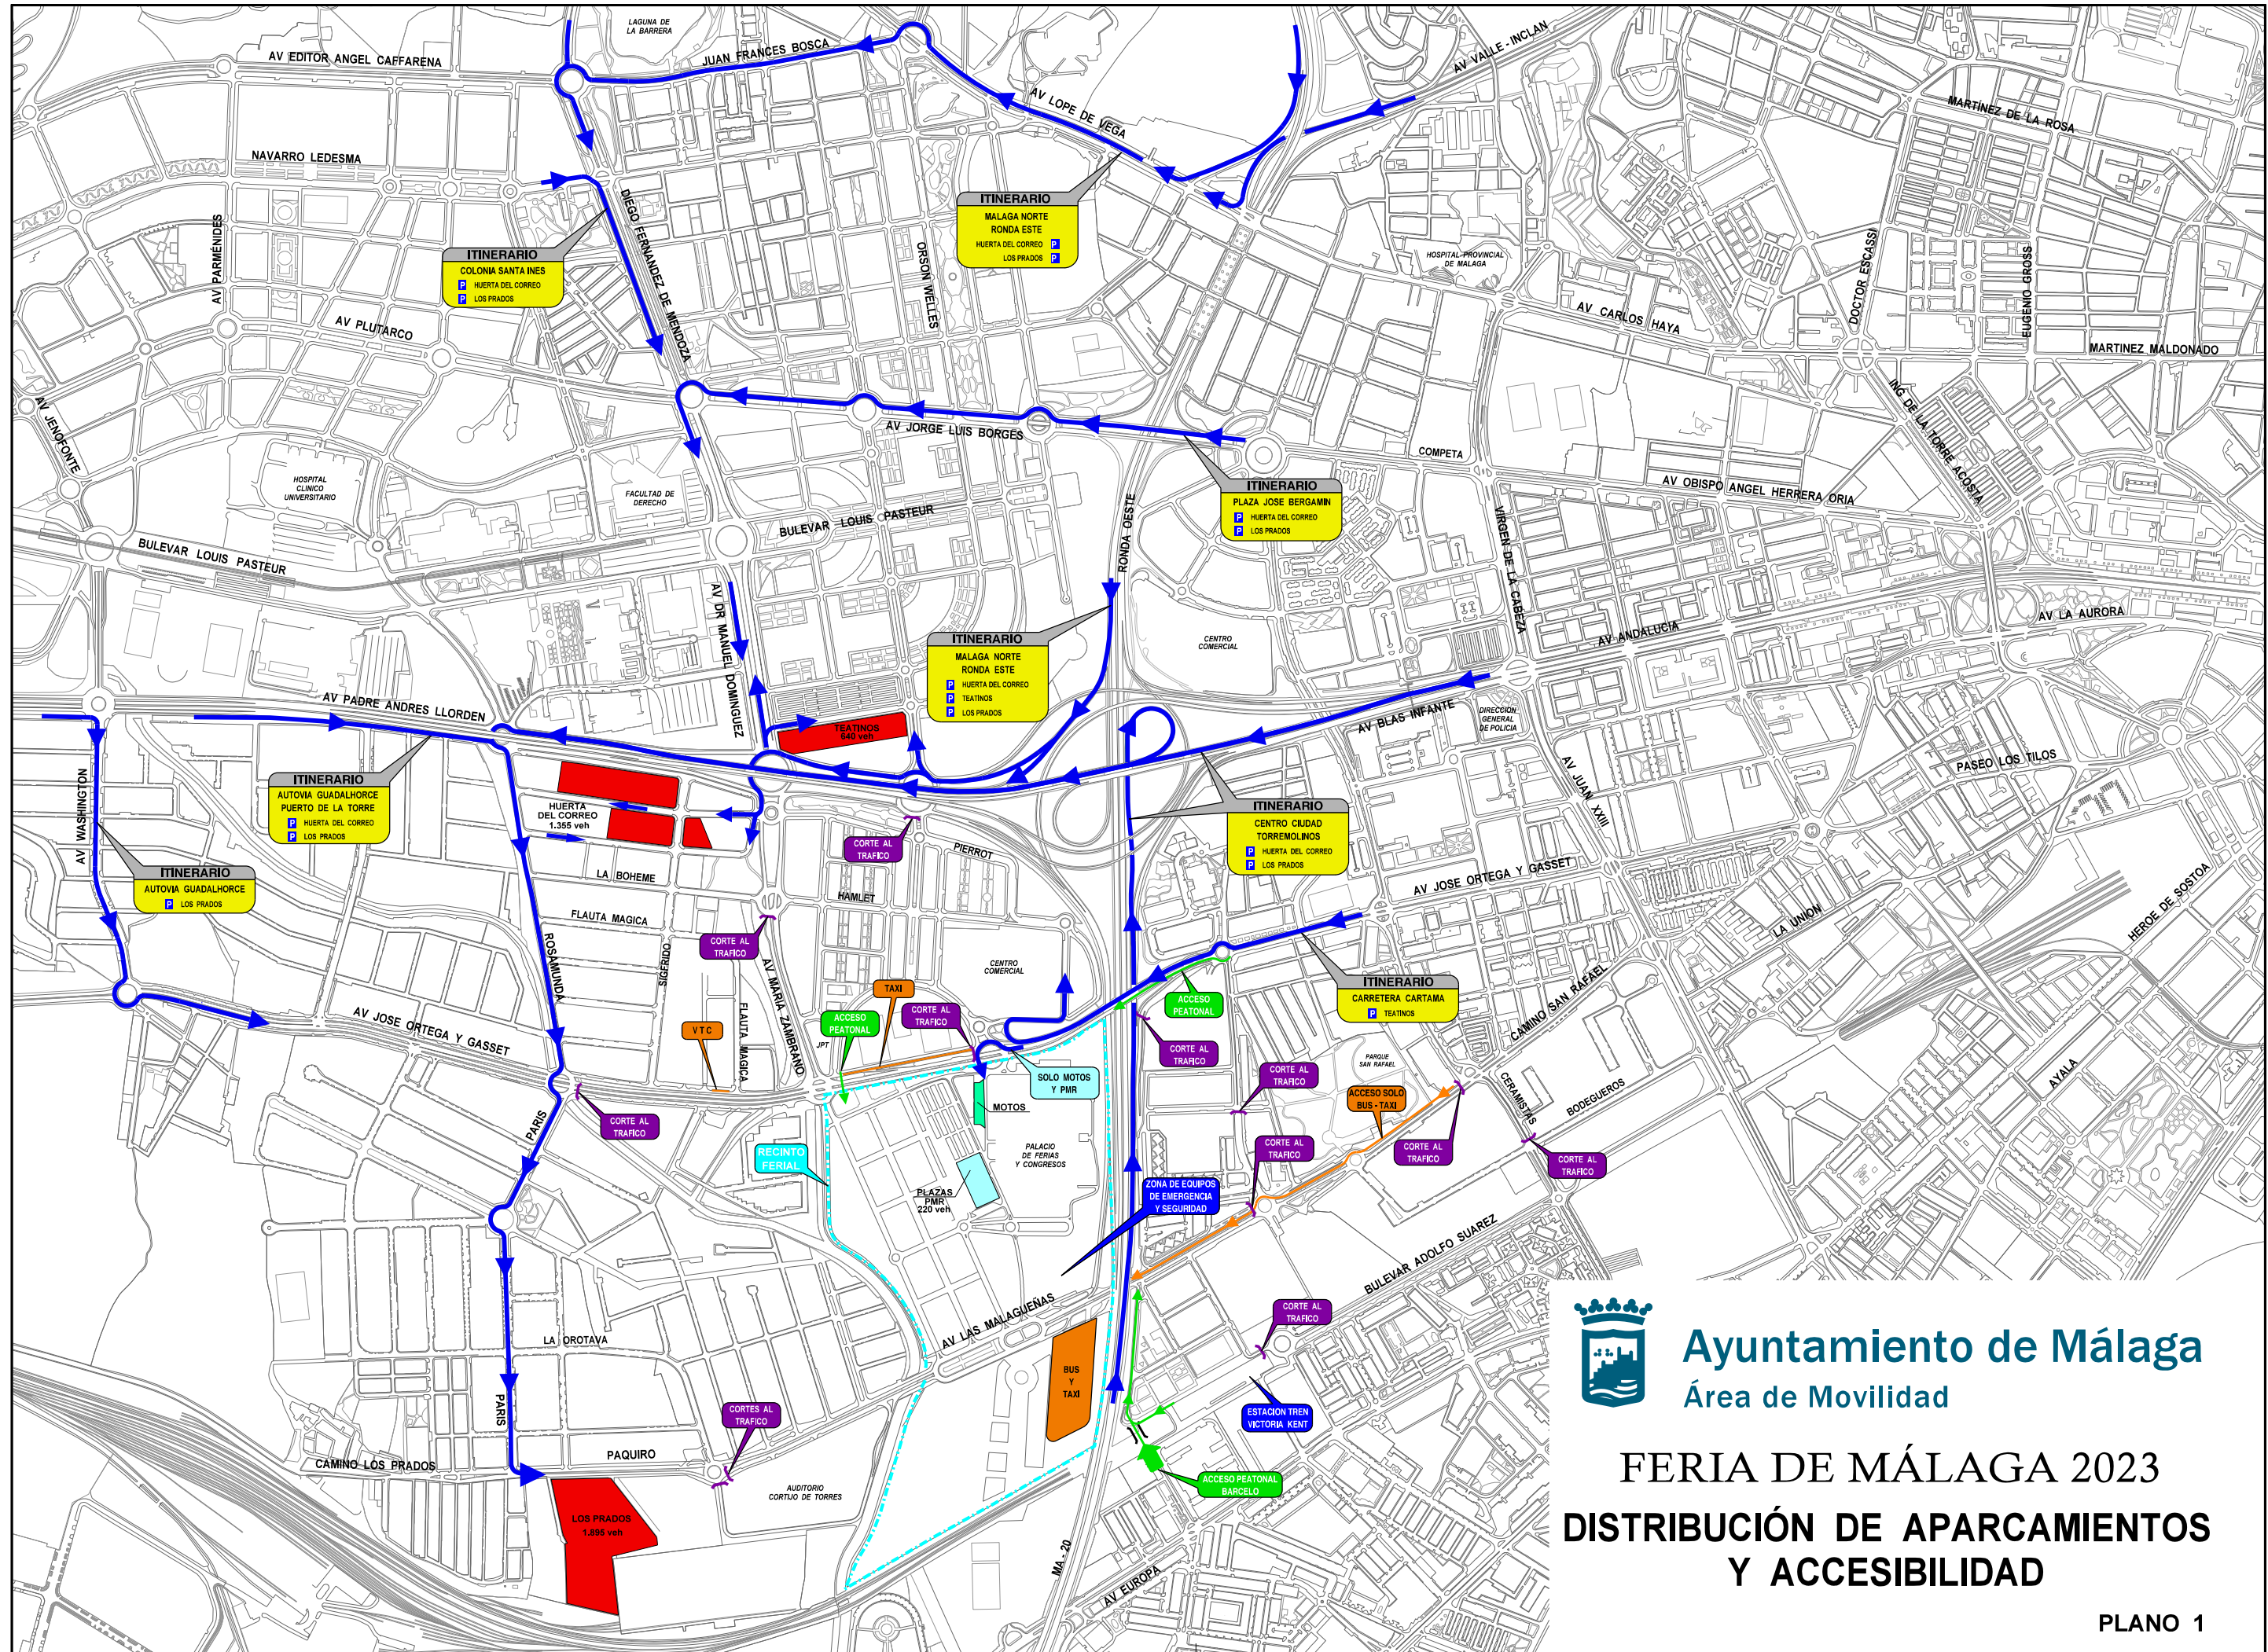 LAGUNA DE
LA BARRERA
AV EDITOR ANGEL CAFFARENA
JUAN FRANCES BOSCA
AV VALLE - INCLAN
AV LOPE DE VEGA
MARTÍNEZ DE LA ROSA
NAVARRO LEDESMA
DIEGO FERNANDEZ DE MENDOZA
ITINERARIO
MALAGA NORTE
RONDA ESTE
HUERTA DEL CORREO P
LOS PRADOS P
AV PARMÉNIDES
ITINERARIO
COLONIA SANTA INES
P HUERTA DEL CORREO
P LOS PRADOS
ORSON WELLES
HOSPITAL PROVINCIAL
DE MALAGA
DOCTOR ESCASSI
EUGENIO GROSS
AV PLUTARCO
AV CARLOS HAYA
MARTINEZ MALDONADO
AV JENOFONTE
AV JORGE LUIS BORGES
ING DE LA TORRE ACOSTA
COMPETA
HOSPITAL
CLINICO
UNIVERSITARIO
FACULTAD DE
DERECHO
ITINERARIO
PLAZA JOSE BERGAMIN
P HUERTA DEL CORREO
P LOS PRADOS
AV OBISPO ANGEL HERRERA ORIA
BULEVAR LOUIS PASTEUR
BULEVAR LOUIS PASTEUR
RONDA OESTE
VIRGEN DE LA CABEZA
AV DR MANUEL DOMINGUEZ
ITINERARIO
MALAGA NORTE
RONDA ESTE
P HUERTA DEL CORREO
P TEATINOS
P LOS PRADOS
CENTRO
COMERCIAL
AV ANDALUCIA
AV LA AURORA
AV PADRE ANDRES LLORDEN
TEATINOS
640 veh
AV BLAS INFANTE
DIRECCION
GENERAL
DE POLICIA
AV JUAN XXIII
PASEO LOS TILOS
ITINERARIO
AUTOVIA GUADALHORCE
PUERTO DE LA TORRE
P HUERTA DEL CORREO
P LOS PRADOS
HUERTA
DEL CORREO
1.355 veh
AV WASHINGTON
ITINERARIO
CENTRO CIUDAD
TORREMOLINOS
P HUERTA DEL CORREO
P LOS PRADOS
CORTE AL
TRAFICO
PIERROT
ITINERARIO
AUTOVIA GUADALHORCE
P LOS PRADOS
LA BOHEME
HAMLET
AV JOSE ORTEGA Y GASSET
FLAUTA MAGICA
LA UNION
HEROE DE SOSTOA
ROSAMUNDA
SIGFRIDO
CORTE AL
TRAFICO
AV MARIA ZAMBRANO
CENTRO
COMERCIAL
ITINERARIO
CARRETERA CARTAMA
P TEATINOS
CAMINO SAN RAFAEL
TAXI
ACCESO
PEATONAL
CORTE AL
TRAFICO
ACCESO
PEATONAL
AV JOSE ORTEGA Y GASSET
V T C
FLAUTA MAGICA
JPT
CORTE AL
TRAFICO
PARQUE
SAN RAFAEL
SOLO MOTOS
Y PMR
CORTE AL
TRAFICO
ACCESO SOLO
BUS - TAXI
CERAMISTAS
BODEGUEROS
AYALA
MOTOS
PARIS
CORTE AL
TRAFICO
RECINTO
FERIAL
PALACIO
DE FERIAS
Y CONGRESOS
CORTE AL
TRAFICO
CORTE AL
TRAFICO
CORTE AL
TRAFICO
PLAZAS
PMR
220 veh
ZONA DE EQUIPOS
DE EMERGENCIA
Y SEGURIDAD
BULEVAR ADOLFO SUAREZ
AV LAS MALAGUEÑAS
CORTE AL
TRAFICO
LA OROTAVA
BUS
Y
TAXI
PARIS
CORTES AL
TRAFICO
ESTACION TREN
VICTORIA KENT
CAMINO LOS PRADOS
PAQUIRO
AUDITORIO
CORTIJO DE TORRES
ACCESO PEATONAL
BARCELO
LOS PRADOS
1.895 veh
MA - 20
AV EUROPA
Ayuntamiento de Málaga
Área de Movilidad
FERIA DE MÁLAGA 2023
DISTRIBUCIÓN DE APARCAMIENTOS
Y ACCESIBILIDAD
PLANO 1